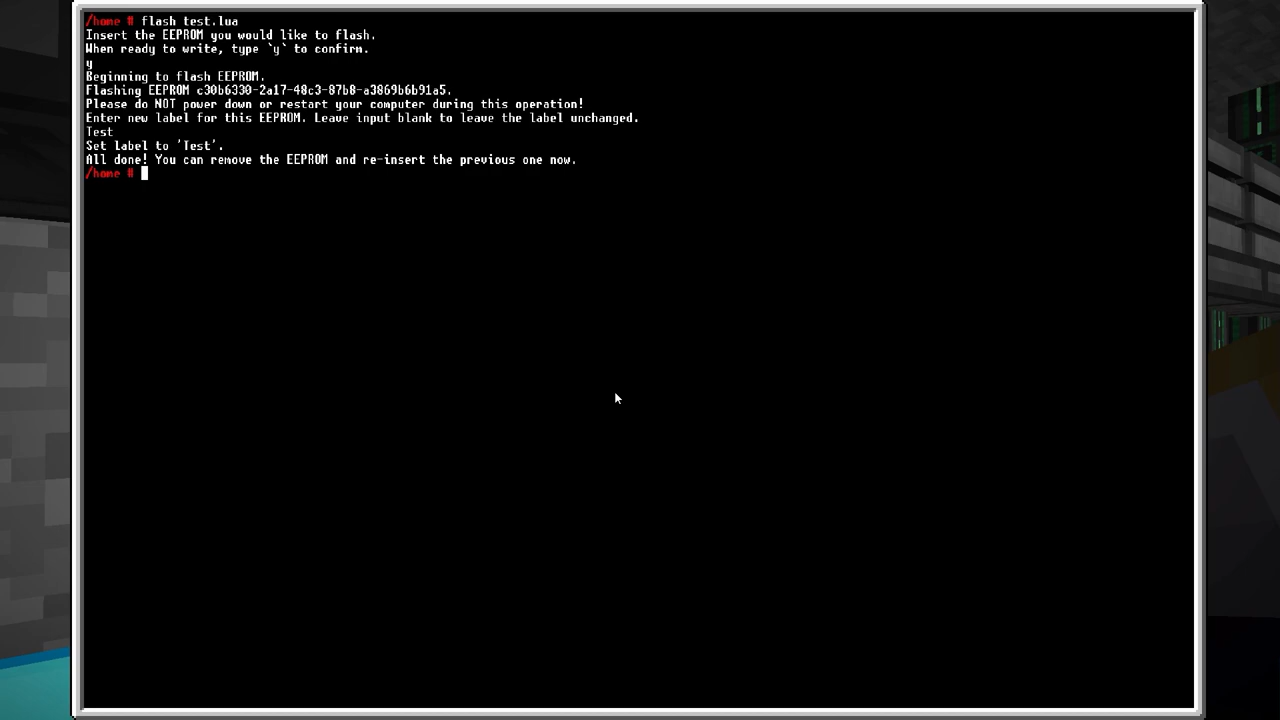 /home # flash test.lua
Insert the EEPROM you would like to flash.
When ready to write, type `y` to confirm.
y
Beginning to flash EEPROM.
Flashing EEPROM c30b6330-2a17-48c3-87b8-a3869b6b91a5.
Please do NOT power down or restart your computer during this operation!
Enter new label for this EEPROM. Leave input blank to leave the label unchanged.
Test
Set label to 'Test'.
All done! You can remove the EEPROM and re-insert the previous one now.
/home #